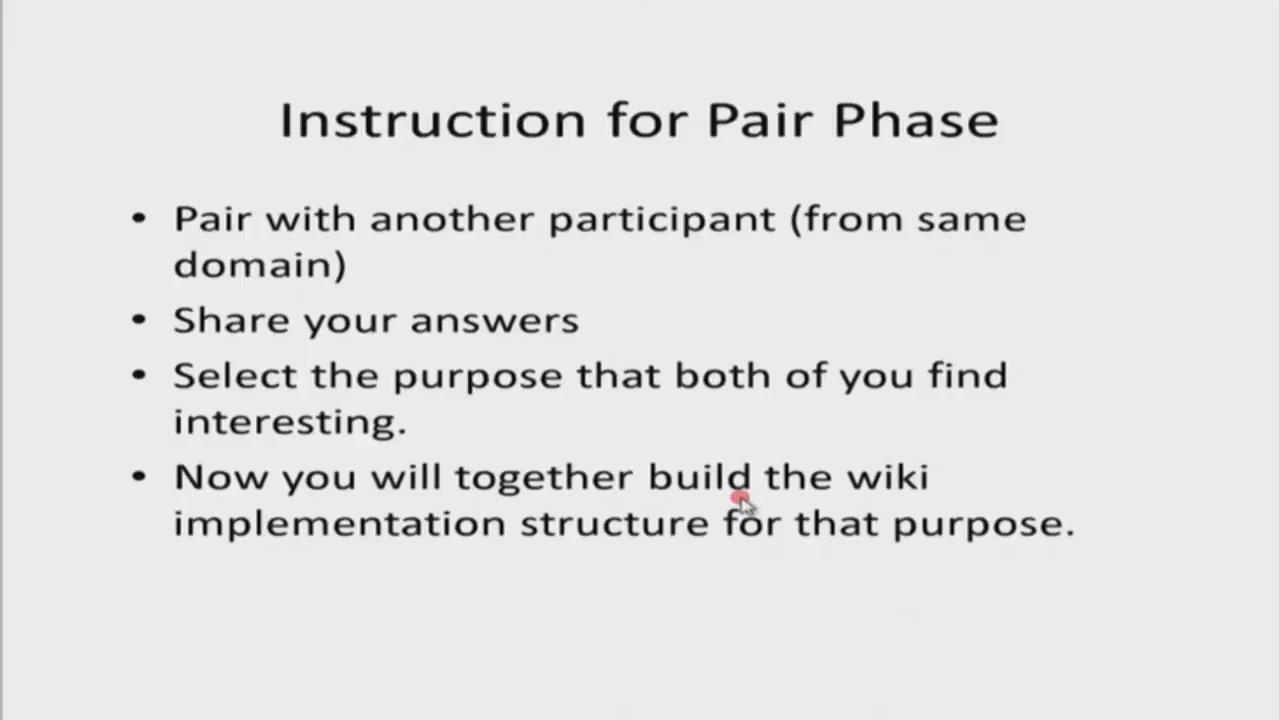 Instruction for Pair Phase
• Pair with another participant (from same
domain)
• Share your answers
• Select the purpose that both of you find
interesting.
• Now you will together build the wiki
implementation structure for that purpose.